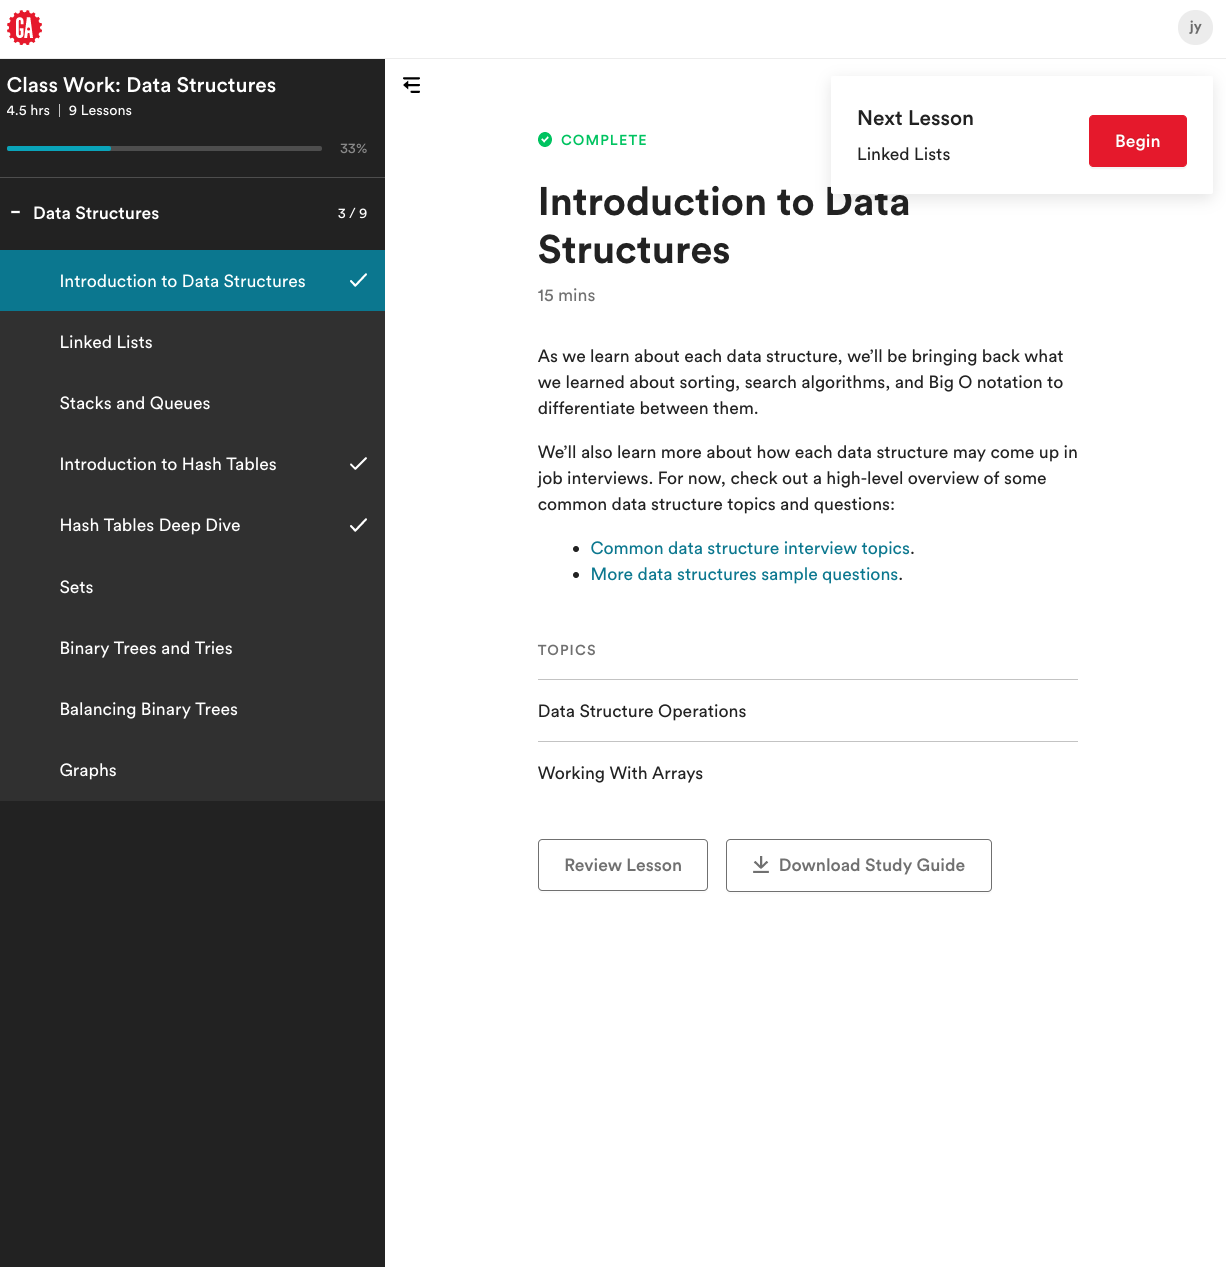 GA
jy
Class Work: Data Structures
4.5 hrs | 9 Lessons
33%
− Data Structures 3 / 9
Introduction to Data Structures
Linked Lists
Stacks and Queues
Introduction to Hash Tables
Hash Tables Deep Dive
Sets
Binary Trees and Tries
Balancing Binary Trees
Graphs
Next Lesson
Linked Lists
Begin
COMPLETE
Introduction to Data
Structures
15 mins
As we learn about each data structure, we’ll be bringing back what
we learned about sorting, search algorithms, and Big O notation to
differentiate between them.
We’ll also learn more about how each data structure may come up in
job interviews. For now, check out a high-level overview of some
common data structure topics and questions:
• Common data structure interview topics.
• More data structures sample questions.
TOPICS
Data Structure Operations
Working With Arrays
Review Lesson
Download Study Guide